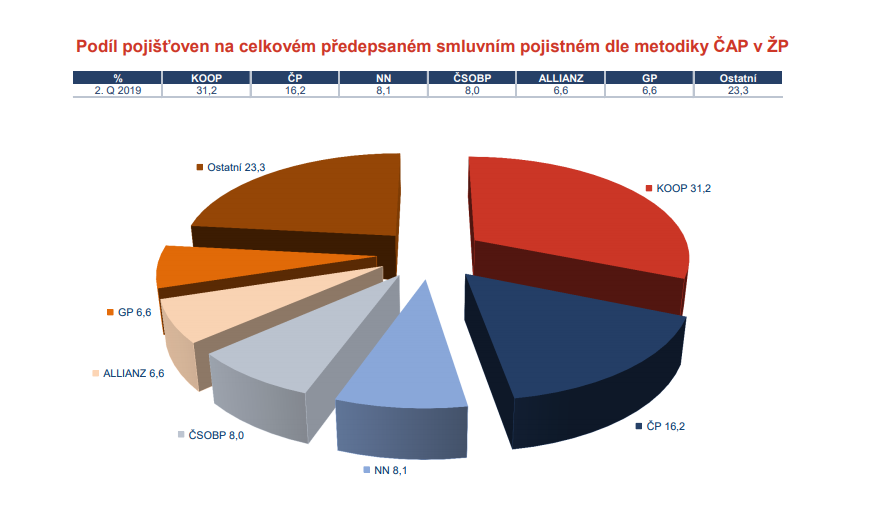 Podíl pojišťoven na celkovém předepsaném smluvním pojistném dle metodiky ČAP v ŽP
% KOOP ČP NN ČSOBP ALLIANZ GP Ostatní
2. Q 2019 31,2 16,2 8,1 8,0 6,6 6,6 23,3
Ostatní 23,3
KOOP 31,2
GP 6,6
ALLIANZ 6,6
ČP 16,2
ČSOBP 8,0
NN 8,1